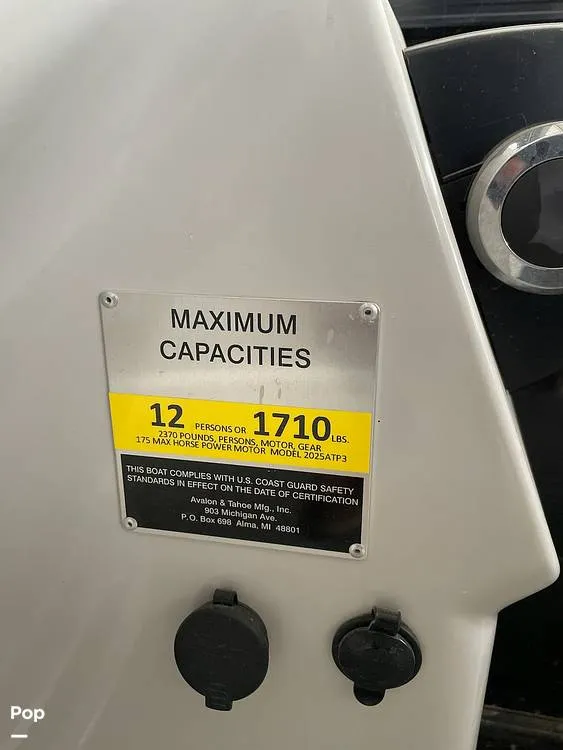 MAXIMUM
CAPACITIES
12 PERSONS OR 1710 LBS.
2370 POUNDS, PERSONS, MOTOR, GEAR
175 MAX HORSE POWER MOTOR MODEL 2025ATP3
THIS BOAT COMPLIES WITH U.S. COAST GUARD SAFETY
STANDARDS IN EFFECT ON THE DATE OF CERTIFICATION
Avalon & Tahoe Mfg., Inc.
903 Michigan Ave.
P.O. Box 698 Alma, MI 48801
Pop